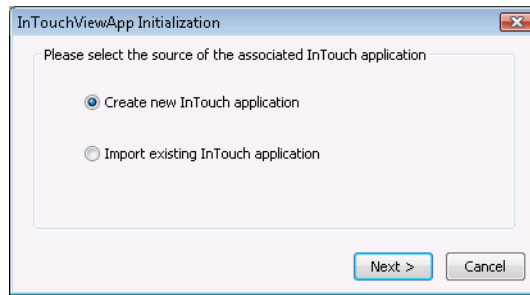 InTouchViewApp Initialization
Please select the source of the associated InTouch application
Create new InTouch application
Import existing InTouch application
Next > Cancel